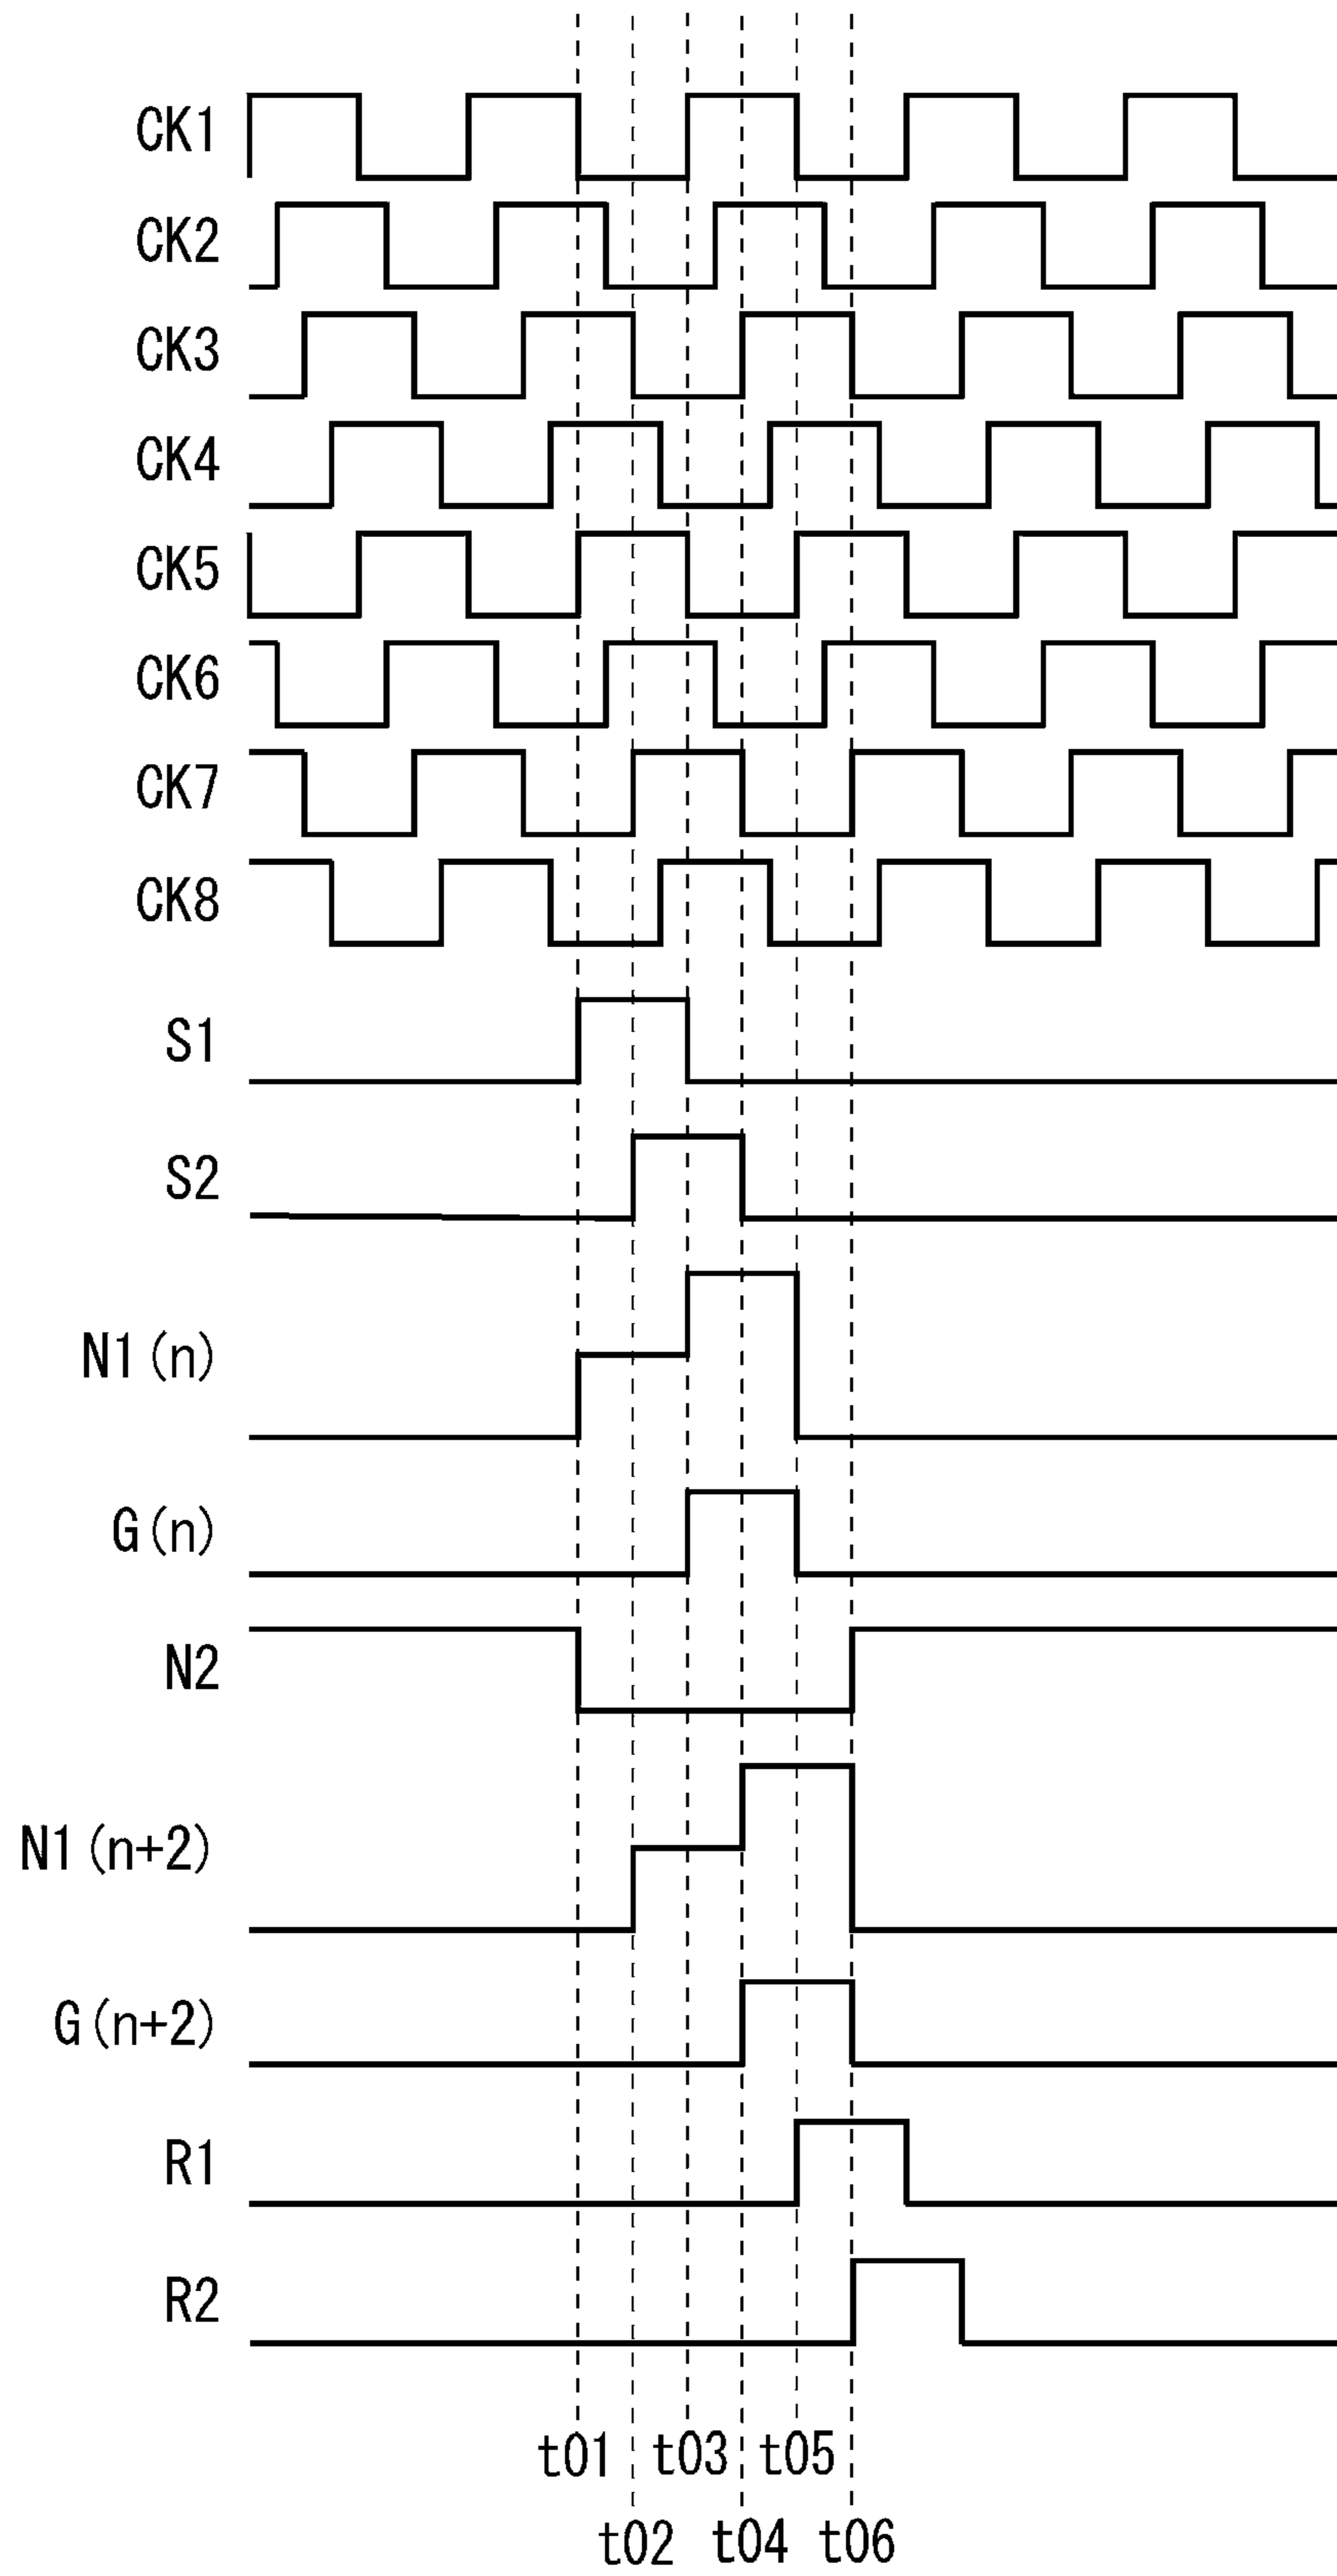 CK1
CK2
CK3
CK4
CK5
CK6
CK7
CK8
S1
S2
N1(n)
G(n)
N2
N1(n+2)
G(n+2)
R1
R2
t01 t03 t05
t02 t04 t06